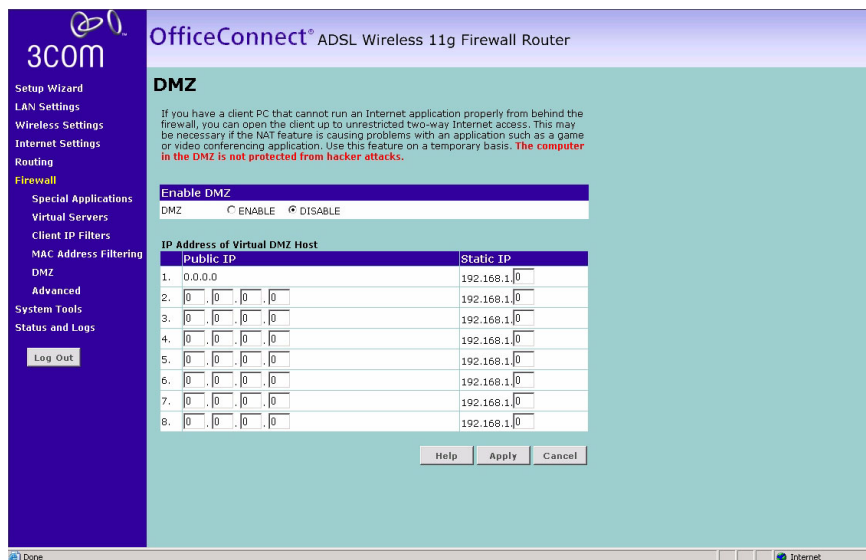 3COM
OfficeConnect® ADSL Wireless 11g Firewall Router
Setup Wizard
LAN Settings
Wireless Settings
Internet Settings
Routing
Firewall
Special Applications
Virtual Servers
Client IP Filters
MAC Address Filtering
DMZ
Advanced
System Tools
Status and Logs
Log Out
DMZ
If you have a client PC that cannot run an Internet application properly from behind the
firewall, you can open the client up to unrestricted two-way Internet access. This may
be necessary if the NAT feature is causing problems with an application such as a game
or video conferencing application. Use this feature on a temporary basis. The computer
in the DMZ is not protected from hacker attacks.
Enable DMZ
DMZ ENABLE DISABLE
IP Address of Virtual DMZ Host
Public IP Static IP
1. 0.0.0.0 192.168.1.0
2. 0 . 0 . 0 . 0 192.168.1.0
3. 0 . 0 . 0 . 0 192.168.1.0
4. 0 . 0 . 0 . 0 192.168.1.0
5. 0 . 0 . 0 . 0 192.168.1.0
6. 0 . 0 . 0 . 0 192.168.1.0
7. 0 . 0 . 0 . 0 192.168.1.0
8. 0 . 0 . 0 . 0 192.168.1.0
Help Apply Cancel
Done Internet